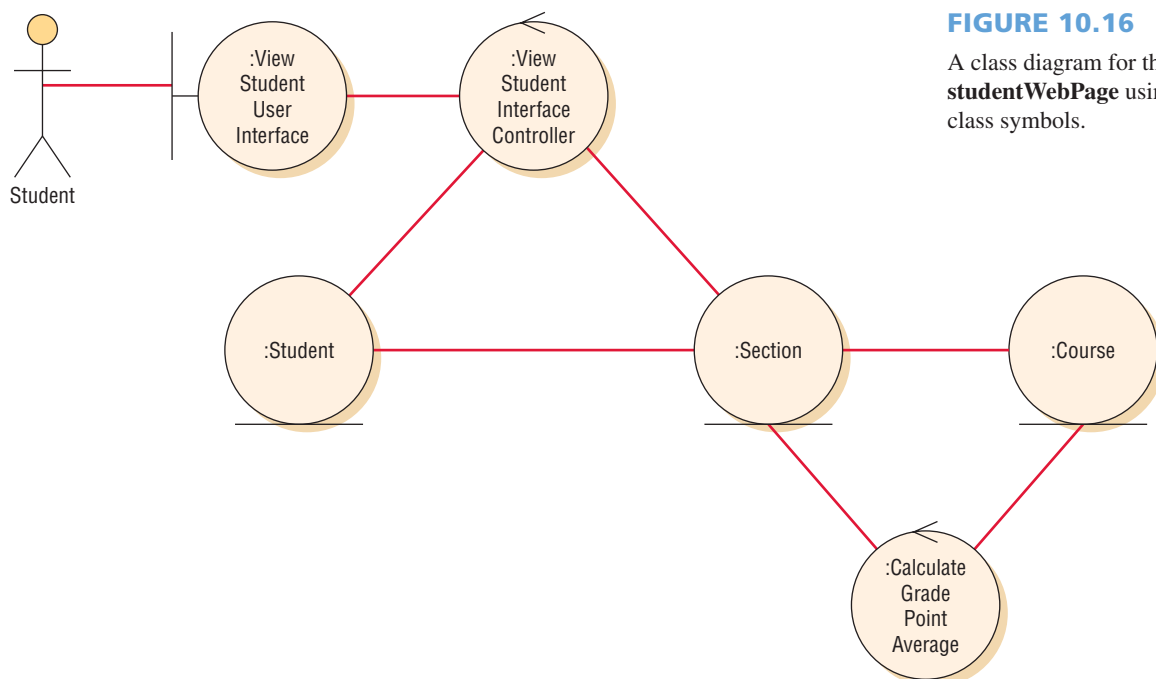 FIGURE 10.16
A class diagram for th
studentWebPage usin
class symbols.
:View
Student
User
Interface
:View
Student
Interface
Controller
Student
:Student
:Section
:Course
:Calculate
Grade
Point
Average